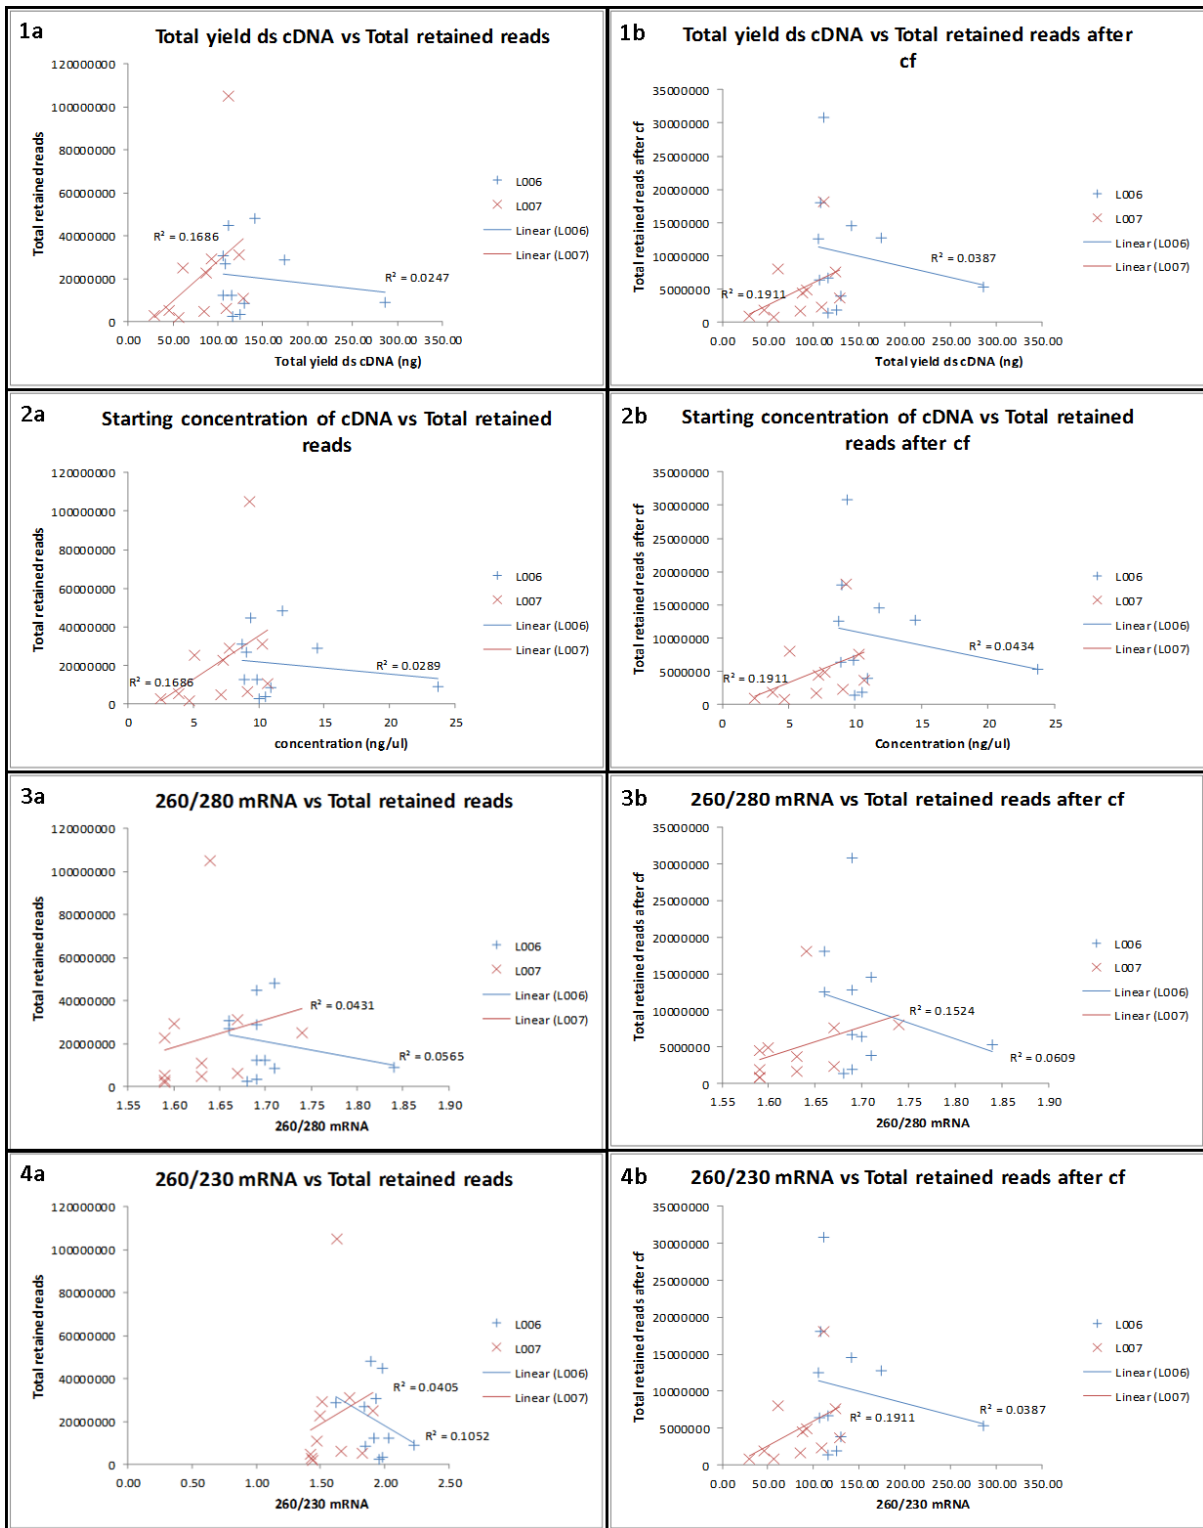 1a
Total yield ds cDNA vs Total retained reads
Total retained reads
120000000
100000000
80000000
60000000
40000000
20000000
0
0.00 50.00 100.00 150.00 200.00 250.00 300.00 350.00
Total yield ds cDNA (ng)
R² = 0.1686
R² = 0.0247
L006
L007
Linear (L006)
Linear (L007)
1b
Total yield ds cDNA vs Total retained reads after
cf
Total retained reads after cf
35000000
30000000
25000000
20000000
15000000
10000000
5000000
0
0.00 50.00 100.00 150.00 200.00 250.00 300.00 350.00
Total yield ds cDNA (ng)
R² = 0.0387
R² = 0.1911
L006
L007
Linear (L006)
Linear (L007)
2a
Starting concentration of cDNA vs Total retained
reads
Total retained reads
120000000
100000000
80000000
60000000
40000000
20000000
0
0 5 10 15 20 25
concentration (ng/ul)
R² = 0.0289
R² = 0.1686
L006
L007
Linear (L006)
Linear (L007)
2b
Starting concentration of cDNA vs Total retained
reads after cf
Total retained reads after cf
35000000
30000000
25000000
20000000
15000000
10000000
5000000
0
0 5 10 15 20 25
Concentration (ng/ul)
R² = 0.0434
R² = 0.1911
L006
L007
Linear (L006)
Linear (L007)
3a
260/280 mRNA vs Total retained reads
Total retained reads
120000000
100000000
80000000
60000000
40000000
20000000
0
1.55 1.60 1.65 1.70 1.75 1.80 1.85 1.90
260/280 mRNA
R² = 0.0431
R² = 0.0565
L006
L007
Linear (L006)
Linear (L007)
3b
260/280 mRNA vs Total retained reads after cf
Total retained reads after cf
35000000
30000000
25000000
20000000
15000000
10000000
5000000
0
1.55 1.60 1.65 1.70 1.75 1.80 1.85 1.90
260/280 mRNA
R² = 0.1524
R² = 0.0609
L006
L007
Linear (L006)
Linear (L007)
4a
260/230 mRNA vs Total retained reads
Total retained reads
120000000
100000000
80000000
60000000
40000000
20000000
0
0.00 0.50 1.00 1.50 2.00 2.50
260/230 mRNA
R² = 0.0405
R² = 0.1052
L006
L007
Linear (L006)
Linear (L007)
4b
260/230 mRNA vs Total retained reads after cf
Total retained reads after cf
35000000
30000000
25000000
20000000
15000000
10000000
5000000
0
0.00 50.00 100.00 150.00 200.00 250.00 300.00 350.00
260/230 mRNA
R² = 0.1911
R² = 0.0387
L006
L007
Linear (L006)
Linear (L007)